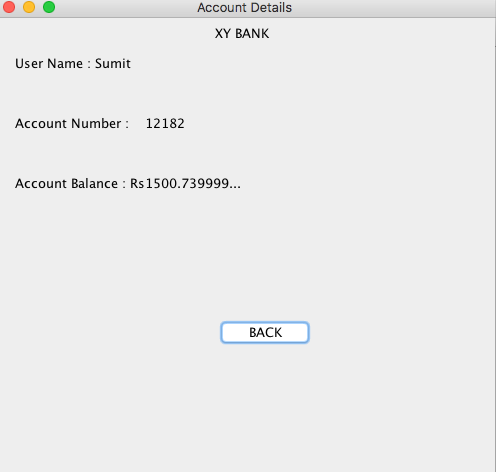 Account Details
XY BANK
User Name : Sumit
Account Number : 12182
Account Balance : Rs1500.739999...
BACK